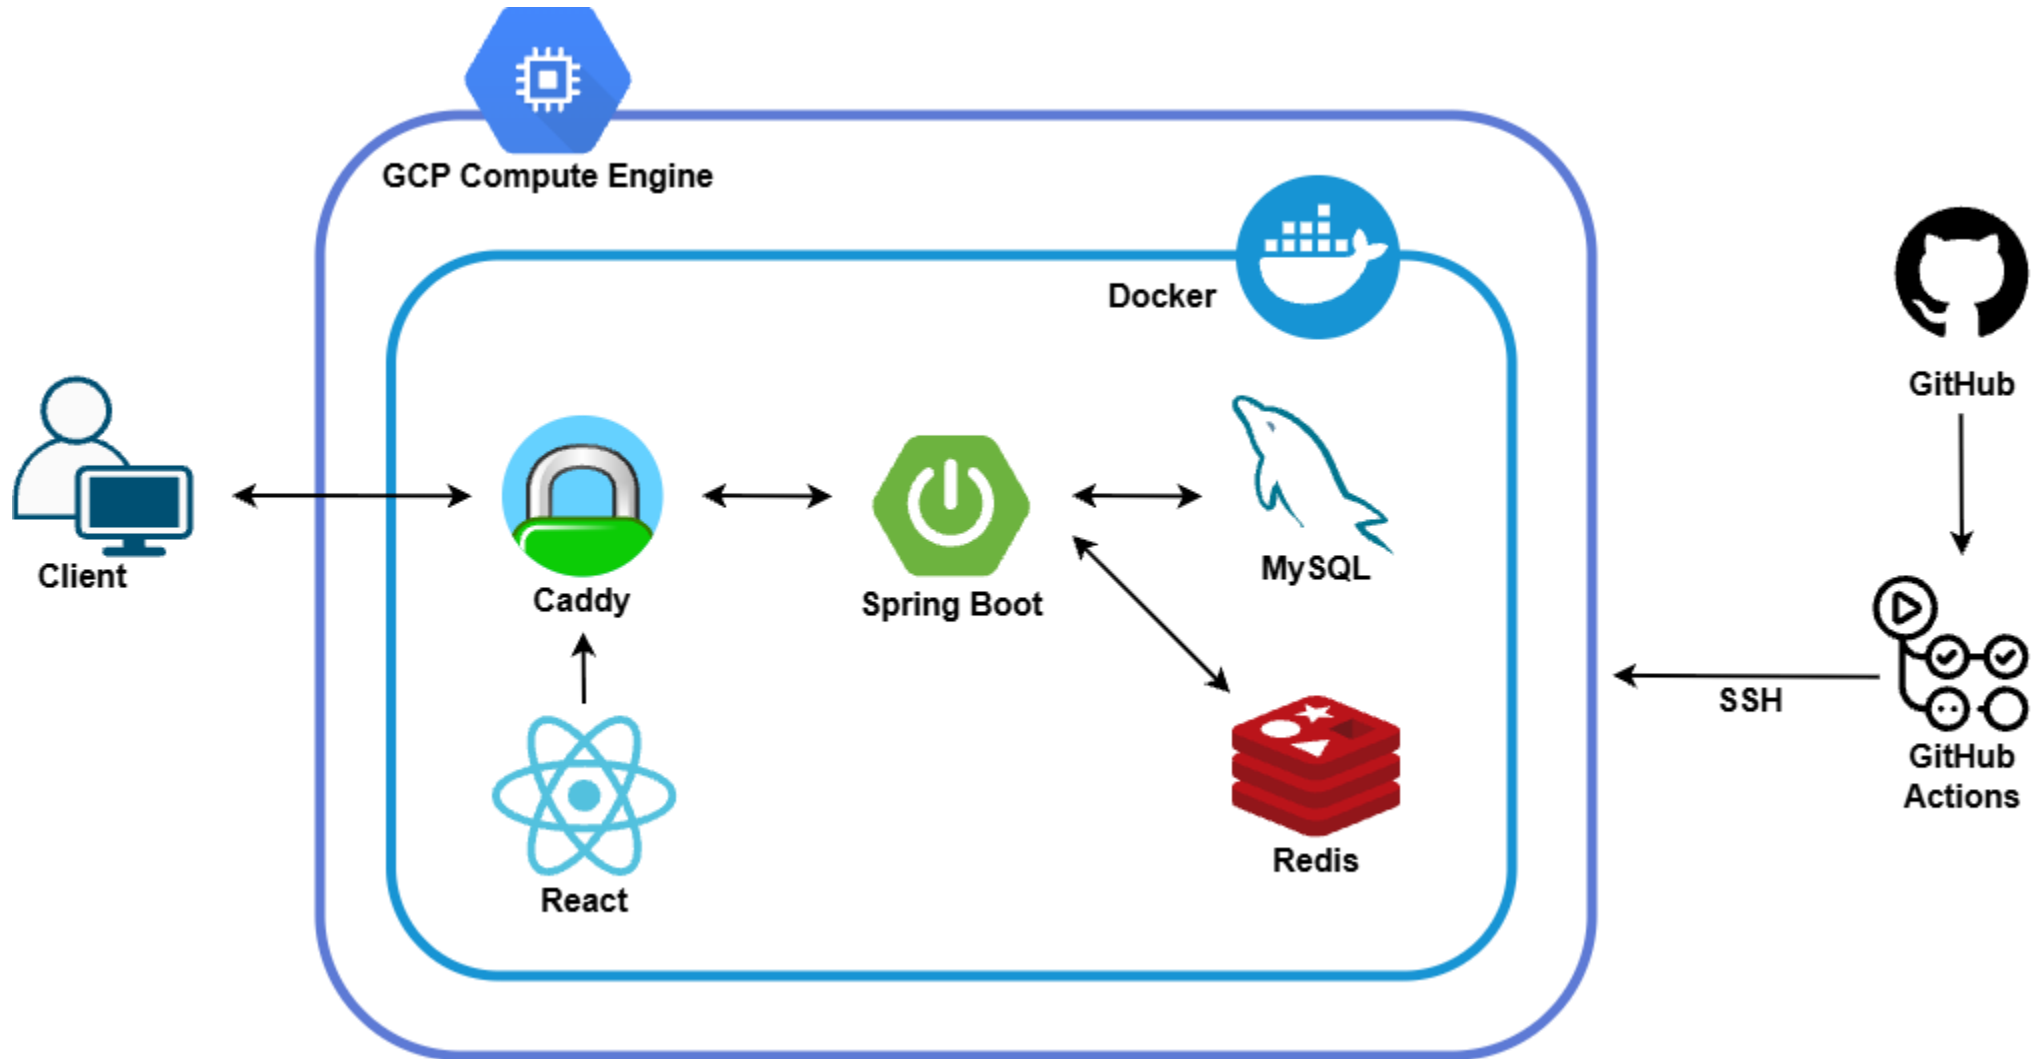 GCP Compute Engine
Docker
GitHub
Client
Caddy
Spring Boot
MySQL
SSH
GitHub
Actions
React
Redis